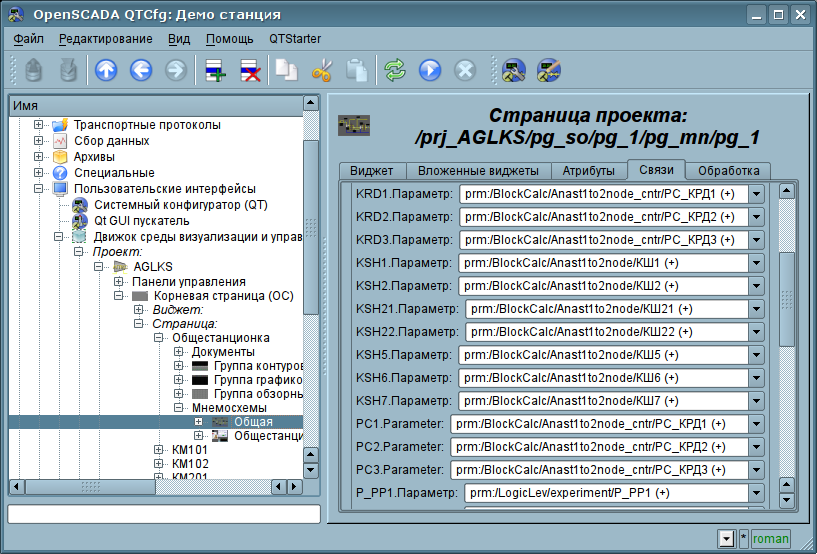 OpenSCADA QTCfg: Демо станция
Файл Редактирование Вид Помощь QTStarter
Имя
Транспортные протоколы
Сбор данных
Архивы
Специальные
Пользовательские интерфейсы
Системный конфигуратор (QT)
Qt GUI пускатель
Движок среды визуализации и управ
Проект:
AGLKS
Панели управления
Корневая страница (ОС)
Виджет:
Страница:
Общестанционка
Документы
Группа контуров
Группа графико
Группа обзорны
Мнемосхемы
Общая
Общестанци
КМ101
КМ102
КМ201
Страница проекта:
/prj_AGLKS/pg_so/pg_1/pg_mn/pg_1
Виджет Вложенные виджеты Атрибуты Связи Обработка
KRD1.Параметр: prm:/BlockCalc/Anast1to2node_cntr/РС_КРД1 (+)
KRD2.Параметр: prm:/BlockCalc/Anast1to2node_cntr/РС_КРД2 (+)
KRD3.Параметр: prm:/BlockCalc/Anast1to2node_cntr/РС_КРД3 (+)
KSH1.Параметр: prm:/BlockCalc/Anast1to2node/КШ1 (+)
KSH2.Параметр: prm:/BlockCalc/Anast1to2node/КШ2 (+)
KSH21.Параметр: prm:/BlockCalc/Anast1to2node/КШ21 (+)
KSH22.Параметр: prm:/BlockCalc/Anast1to2node/КШ22 (+)
KSH5.Параметр: prm:/BlockCalc/Anast1to2node/КШ5 (+)
KSH6.Параметр: prm:/BlockCalc/Anast1to2node/КШ6 (+)
KSH7.Параметр: prm:/BlockCalc/Anast1to2node/КШ7 (+)
PC1.Parameter: prm:/BlockCalc/Anast1to2node_cntr/РС_КРД1 (+)
PC2.Parameter: prm:/BlockCalc/Anast1to2node_cntr/РС_КРД2 (+)
PC3.Parameter: prm:/BlockCalc/Anast1to2node_cntr/РС_КРД3 (+)
P_PP1.Параметр: prm:/LogicLev/experiment/P_PP1 (+)
* roman